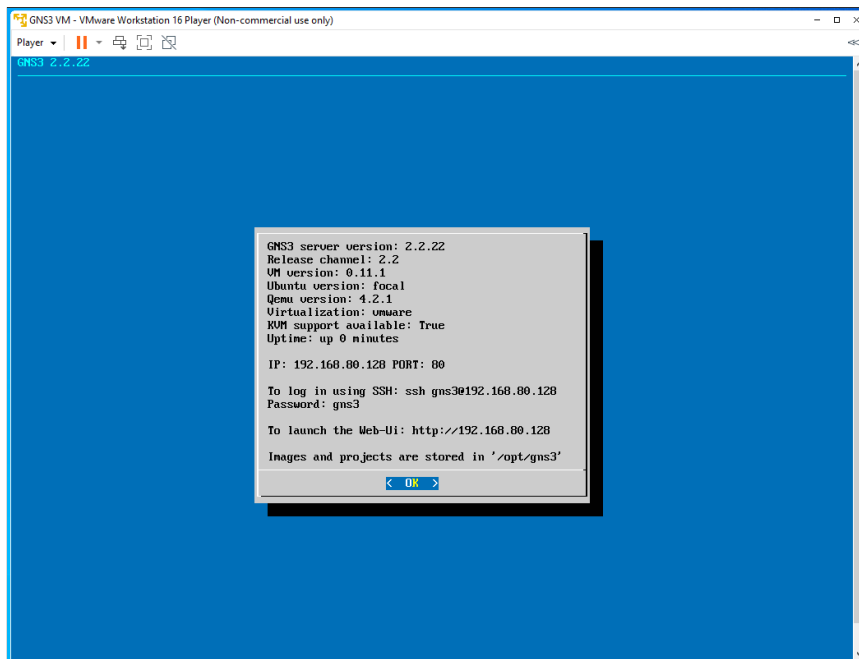 GNS3 VM - VMware Workstation 16 Player (Non-commercial use only)
Player
GNS3 2.2.22
GNS3 server version: 2.2.22
Release channel: 2.2
VM version: 0.11.1
Ubuntu version: focal
Qemu version: 4.2.1
Virtualization: vmware
KVM support available: True
Uptime: up 0 minutes
IP: 192.168.80.128 PORT: 80
To log in using SSH: ssh gns3@192.168.80.128
Password: gns3
To launch the Web-Ui: http://192.168.80.128
Images and projects are stored in '/opt/gns3'
< OK >